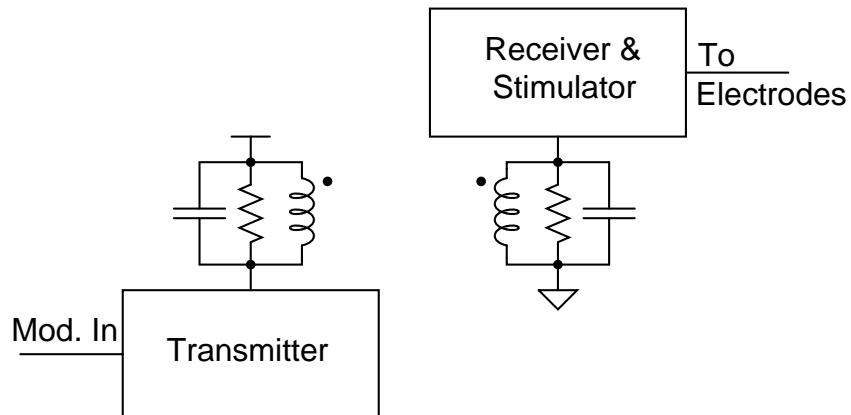 Receiver &
Stimulator
To
Electrodes
Mod. In
Transmitter